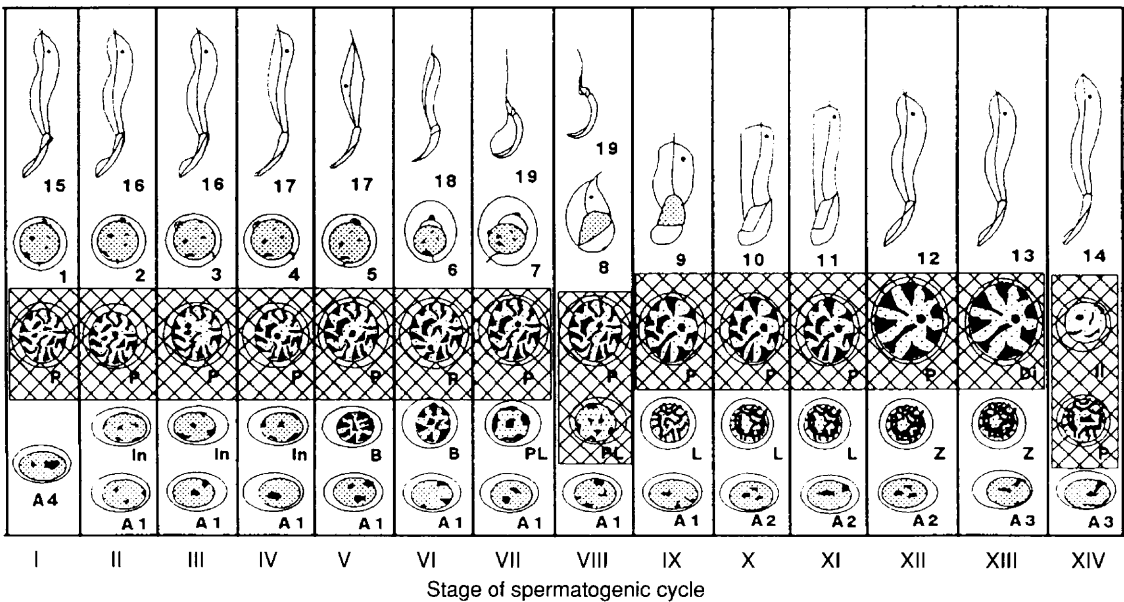 15 16 16 17 17 18 19 19
1 2 3 4 5 6 7 8 9 10 11 12 13 14
P P P P P P P P P P P P Di II
In In In B B PL PL L L L Z Z P
A4 A1 A1 A1 A1 A1 A1 A1 A1 A2 A2 A2 A3 A3
I II III IV V VI VII VIII IX X XI XII XIII XIV
Stage of spermatogenic cycle